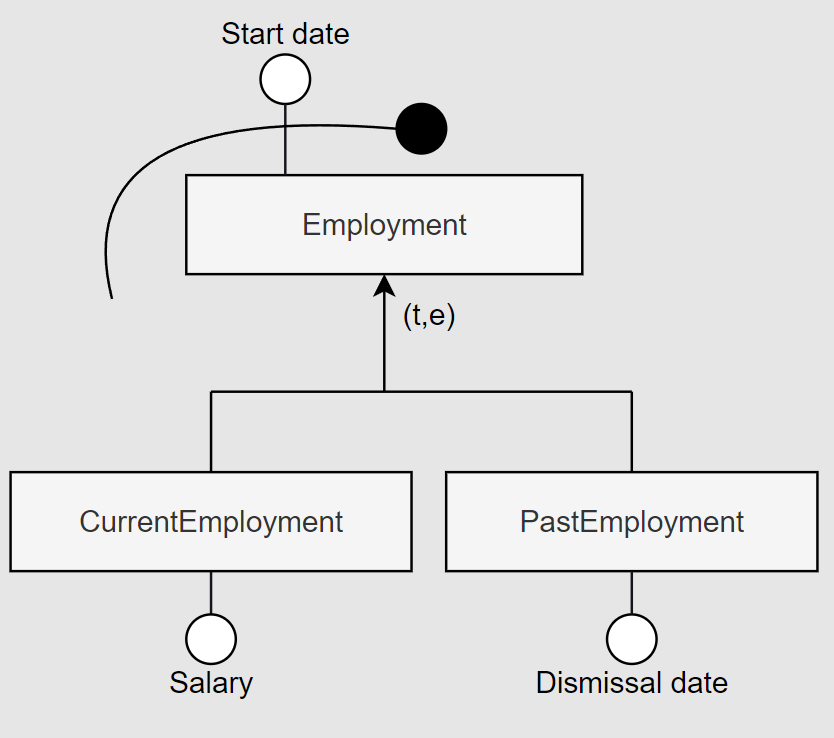 Start date
Employment
(t,e)
CurrentEmployment
PastEmployment
Salary
Dismissal date